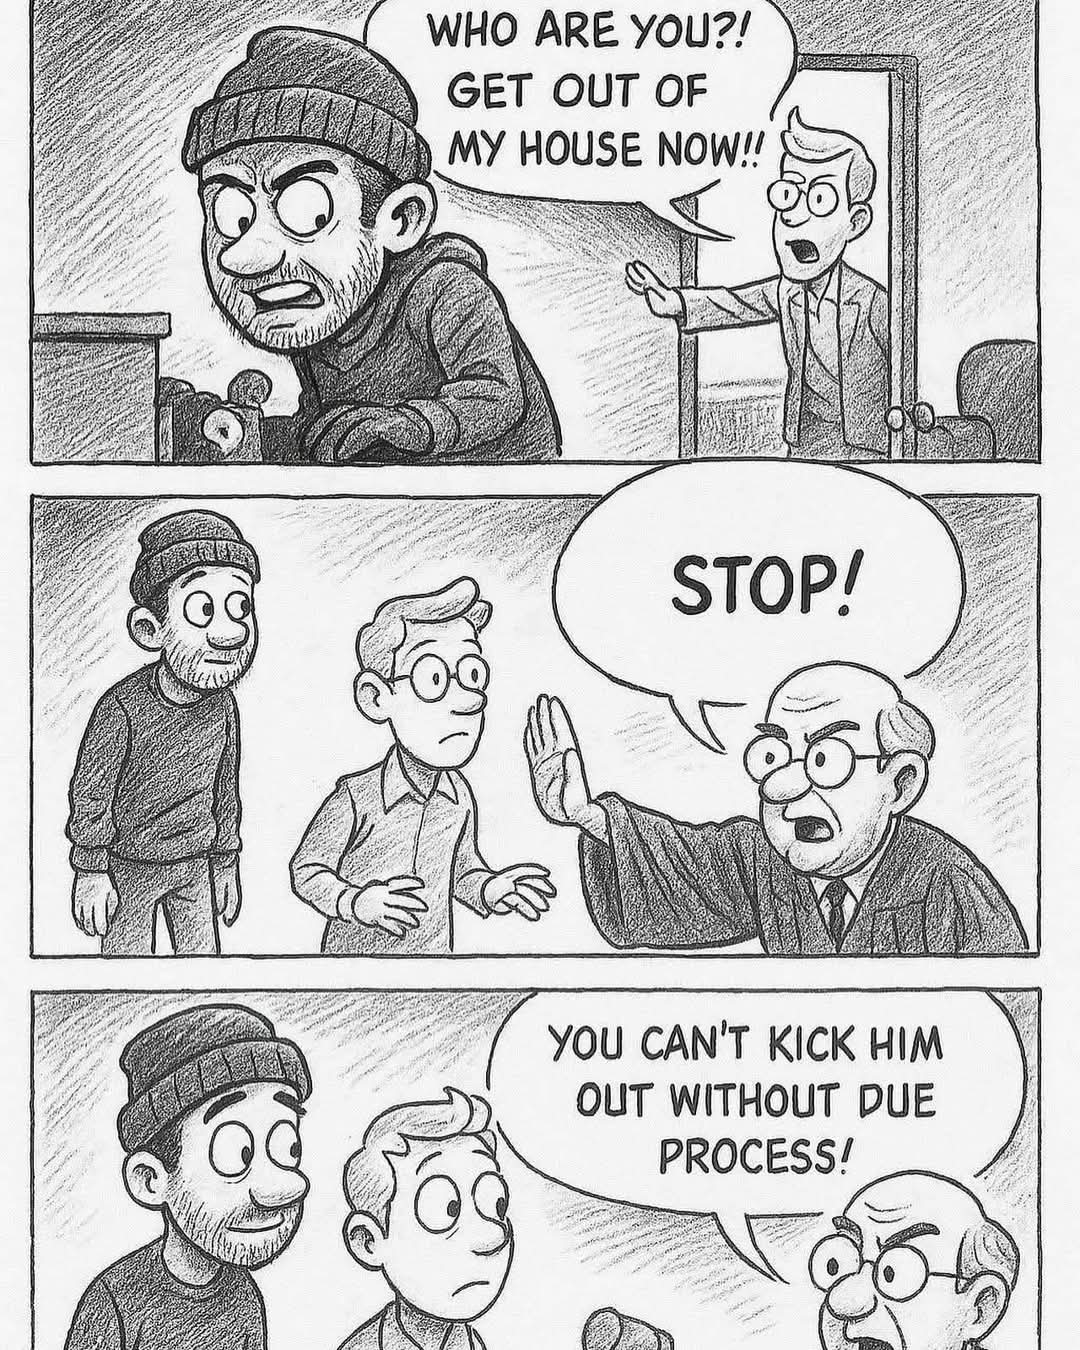 WHO ARE YOU?!
GET OUT OF
MY HOUSE NOW!!
STOP!
YOU CAN'T KICK HIM
OUT WITHOUT DUE
PROCESS!